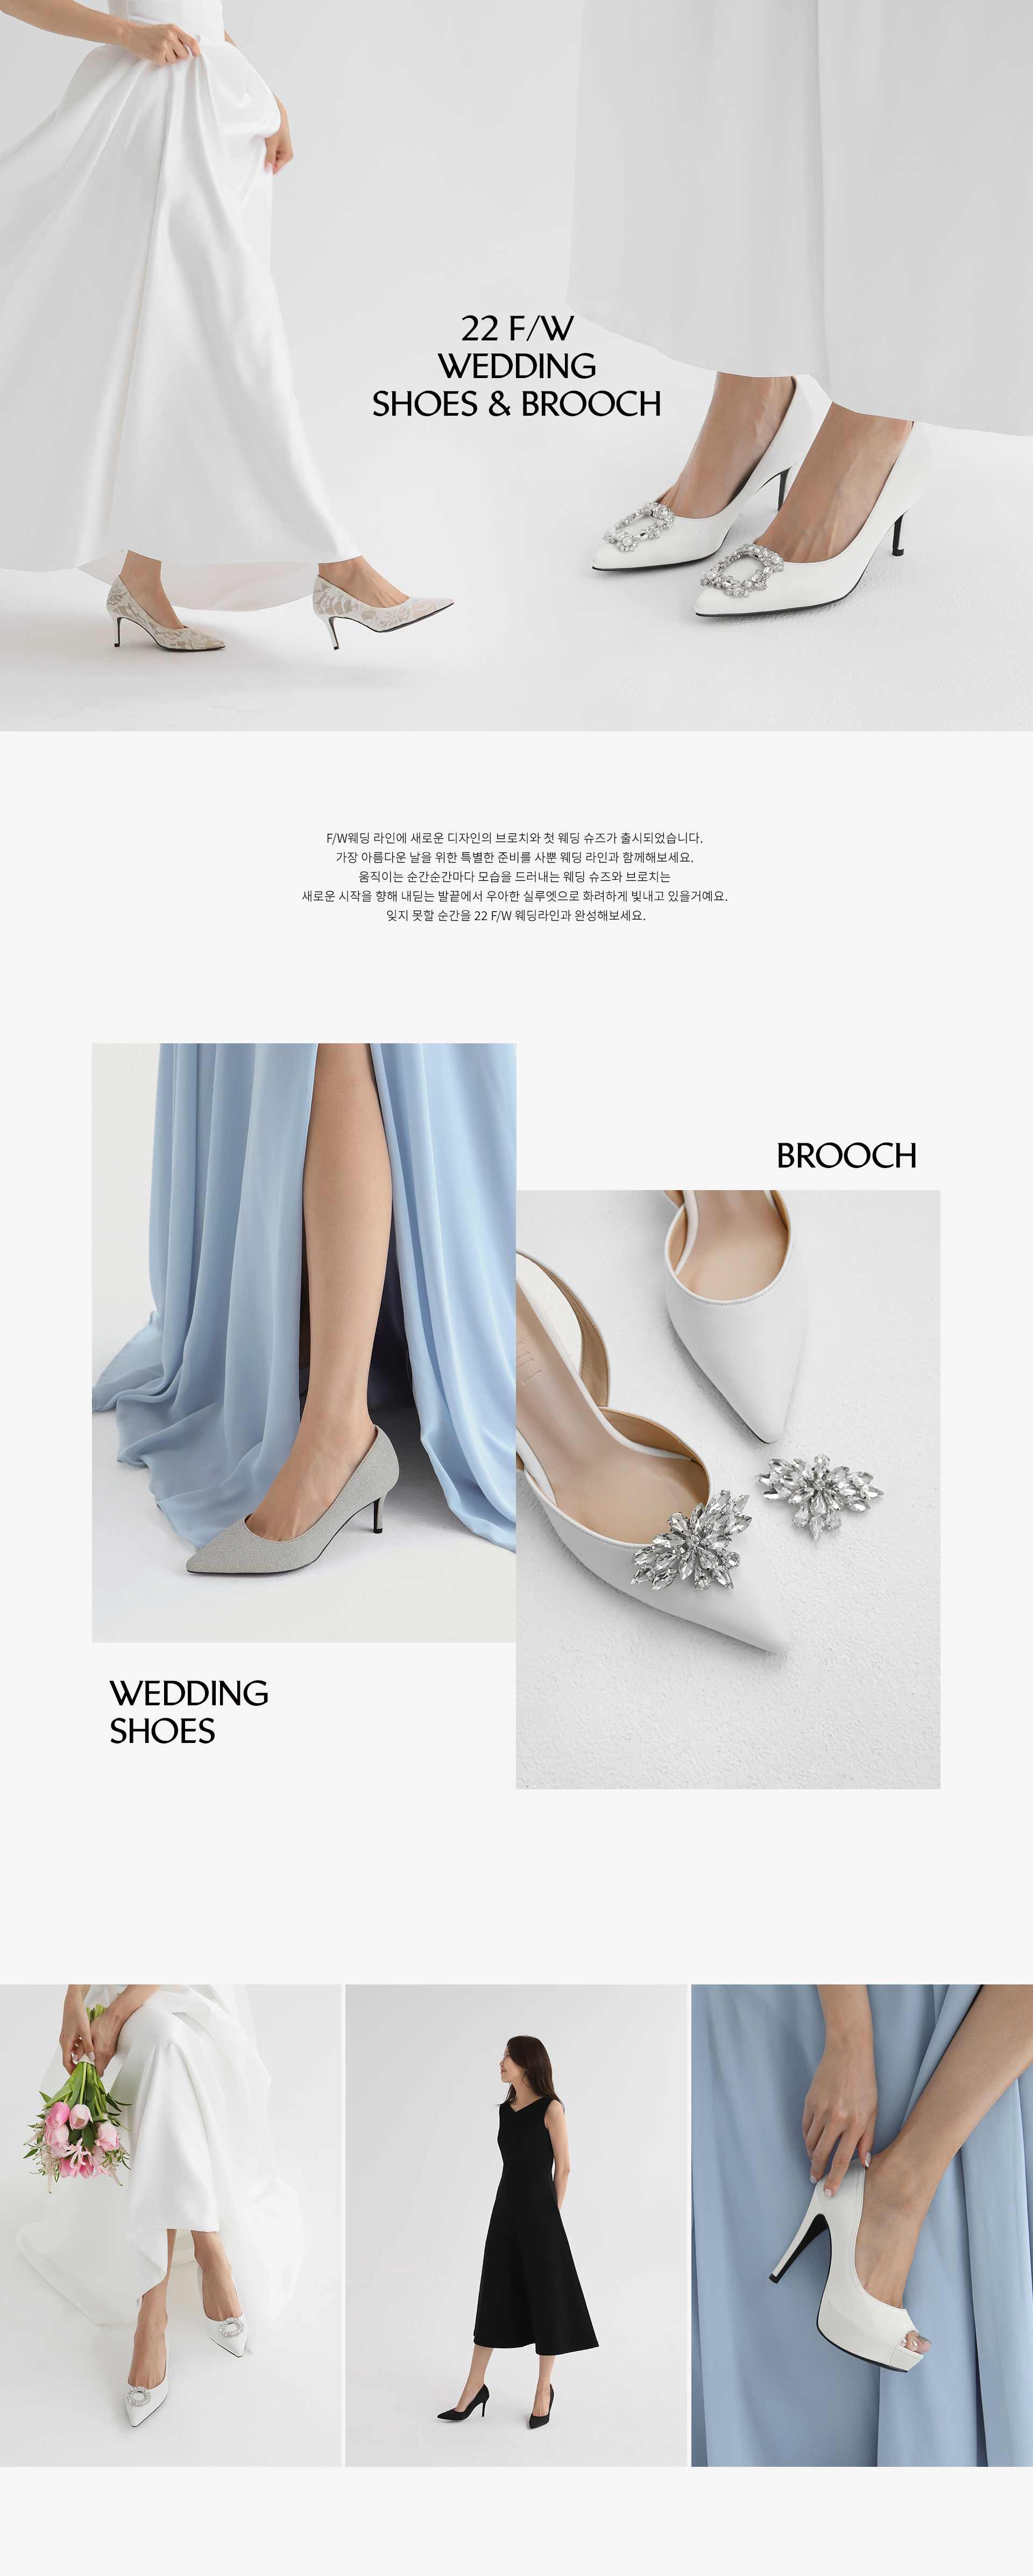 22 F/W
WEDDING
SHOES & BROOCH
F/W웨딩 라인에 새로운 디자인의 브로치와 첫 웨딩 슈즈가 출시되었습니다.
가장 아름다운 날을 위한 특별한 준비를 사뿐 웨딩 라인과 함께해보세요.
움직이는 순간순간마다 모습을 드러내는 웨딩 슈즈와 브로치는
새로운 시작을 향해 내딛는 발끝에서 우아한 실루엣으로 화려하게 빛내고 있을거예요.
잊지 못할 순간을 22 F/W 웨딩라인과 완성해보세요.
BROOCH
WEDDING
SHOES